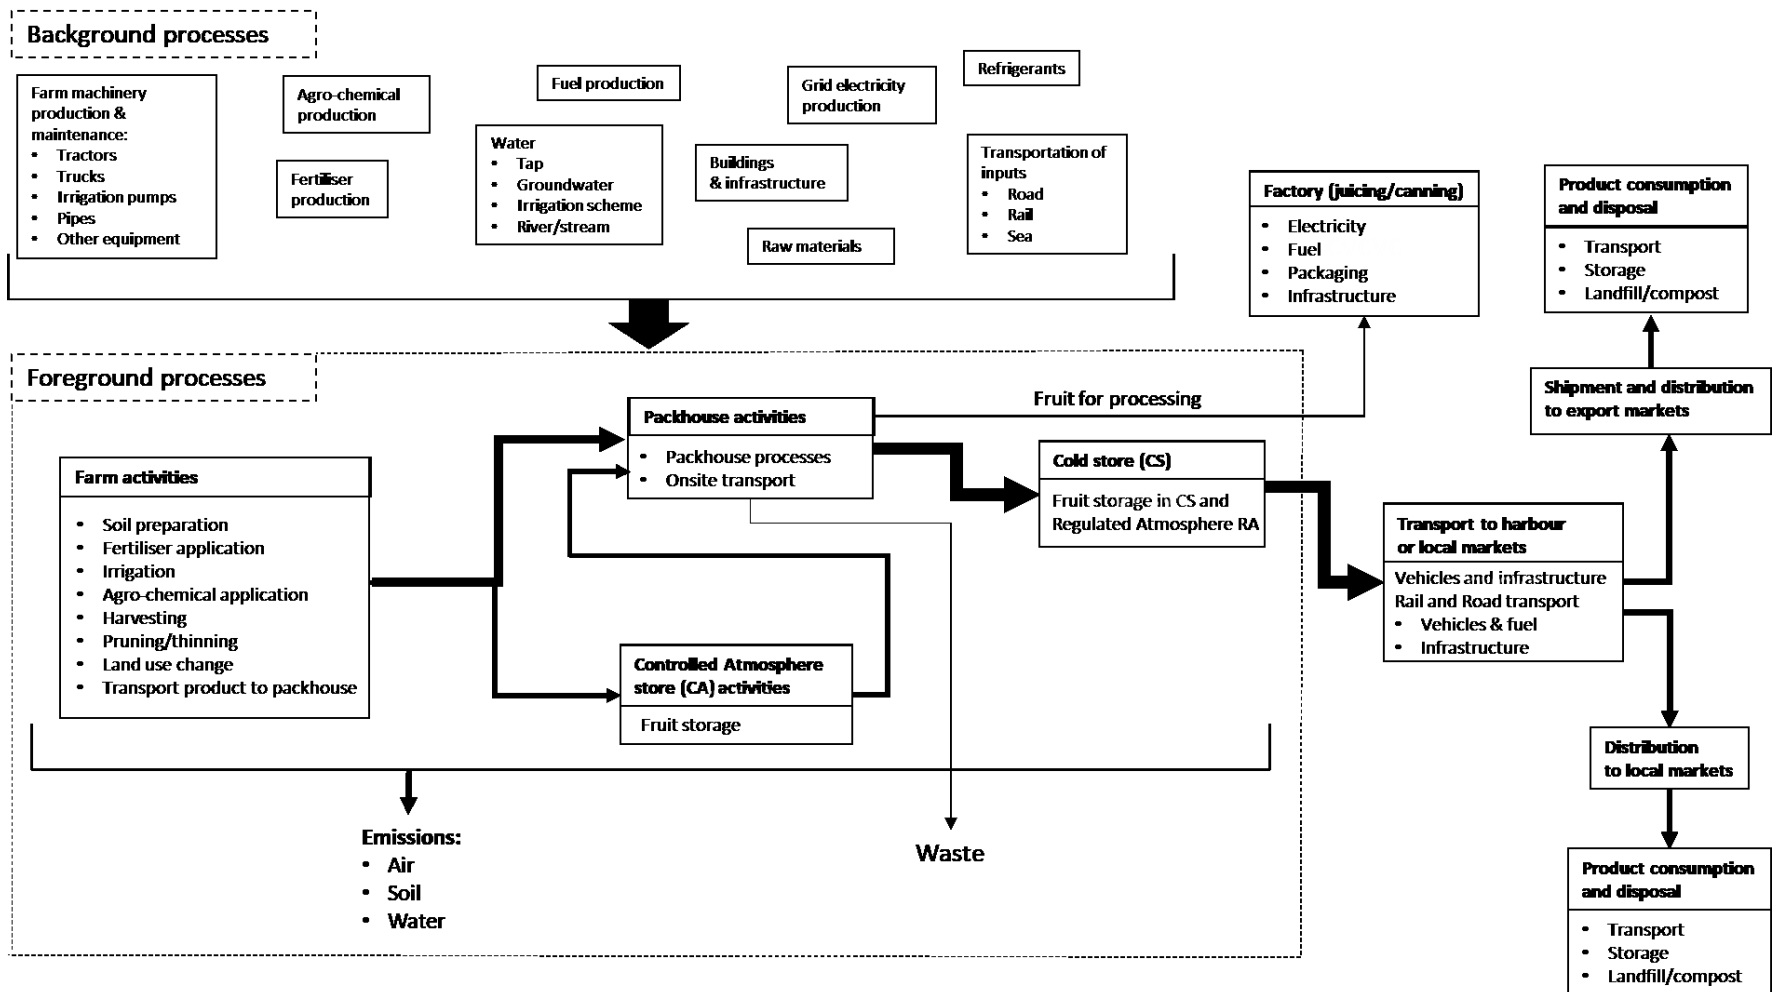 Background processes
Farm machinery
production &
maintenance:
• Tractors
• Trucks
• Irrigation pumps
• Pipes
• Other equipment
Agro-chemical
production
Fertiliser
production
Fuel production
Water
• Tap
• Groundwater
• Irrigation scheme
• River/stream
Grid electricity
production
Buildings
& infrastructure
Raw materials
Refrigerants
Transportation of
inputs
• Road
• Rail
• Sea
Factory (juicing/canning)
• Electricity
• Fuel
• Packaging
• Infrastructure
Product consumption
and disposal
• Transport
• Storage
• Landfill/compost
Shipment and distribution
to export markets
Foreground processes
Farm activities
• Soil preparation
• Fertiliser application
• Irrigation
• Agro-chemical application
• Harvesting
• Pruning/thinning
• Land use change
• Transport product to packhouse
Packhouse activities
• Packhouse processes
• Onsite transport
Fruit for processing
Controlled Atmosphere
store (CA) activities
Fruit storage
Cold store (CS)
Fruit storage in CS and
Regulated Atmosphere RA
Transport to harbour
or local markets
Vehicles and infrastructure
Rail and Road transport
• Vehicles & fuel
• Infrastructure
Distribution
to local markets
Product consumption
and disposal
• Transport
• Storage
• Landfill/compost
Emissions:
• Air
• Soil
• Water
Waste